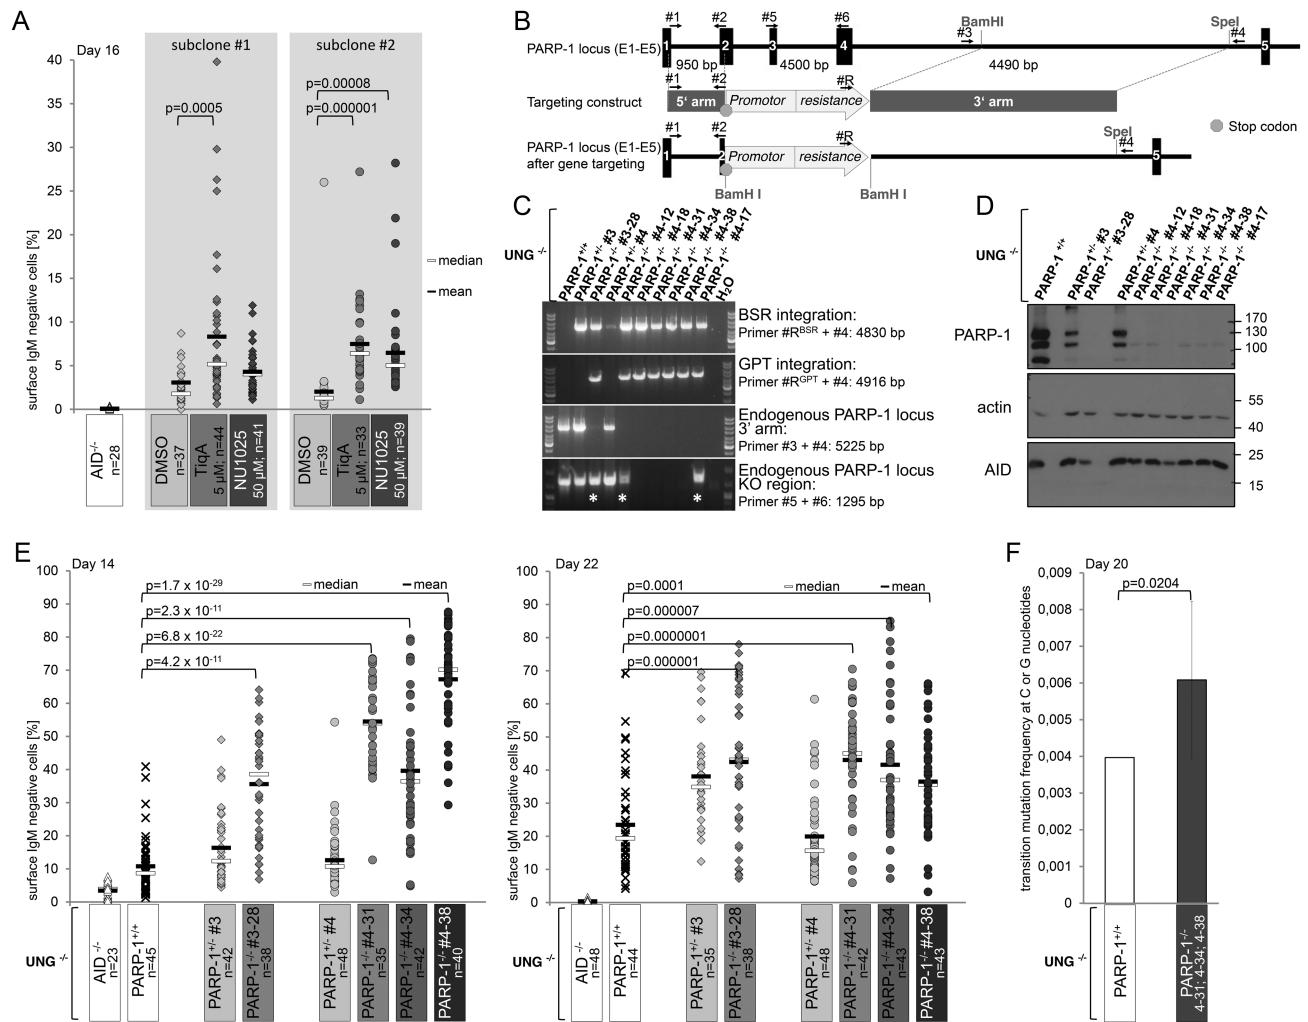 A
Day 16
subclone #1
subclone #2
40
35
30
25
20
15
10
5
0
surface IgM negative cells [%]
p=0.0005
p=0.00008
p=0.000001
median
mean
AID-/-
n=28
DMSO
n=37
TiqA
5 µM; n=44
NU1025
50 µM; n=41
DMSO
n=39
TiqA
5 µM; n=33
NU1025
50 µM; n=39
B
#1 #2 #5 #6 #3 BamHI SpeI #4
PARP-1 locus (E1-E5)
1 2 3 4 5
950 bp 4500 bp 4490 bp
#1 #2 #R
Targeting construct
5' arm Promotor resistance 3' arm
Stop codon
#1 #2 #R SpeI #4
PARP-1 locus (E1-E5)
after gene targeting
1 2 Promotor resistance 5
BamH I BamH I
C
UNG -/-
PARP-1+/+
PARP-1+/- #3
PARP-1-/- #3-28
PARP-1+/- #4
PARP-1-/- #4-12
PARP-1-/- #4-18
PARP-1-/- #4-31
PARP-1-/- #4-34
PARP-1-/- #4-38
PARP-1-/- #4-17
H2O
BSR integration:
Primer #RBSR + #4: 4830 bp
GPT integration:
Primer #RGPT + #4: 4916 bp
Endogenous PARP-1 locus
3' arm:
Primer #3 + #4: 5225 bp
Endogenous PARP-1 locus
KO region:
Primer #5 + #6: 1295 bp
* * *
D
UNG -/-
PARP-1 +/+
PARP-1+/- #3
PARP-1-/- #3-28
PARP-1+/- #4
PARP-1-/- #4-12
PARP-1-/- #4-18
PARP-1-/- #4-31
PARP-1-/- #4-34
PARP-1-/- #4-38
PARP-1-/- #4-17
PARP-1
170
130
100
actin
55
40
AID
25
15
E
Day 14
100
90
80
70
60
50
40
30
20
10
0
surface IgM negative cells [%]
p=1.7 x 10-29
median
mean
p=2.3 x 10-11
p=6.8 x 10-22
p=4.2 x 10-11
UNG -/-
AID -/-
n=23
PARP-1+/+
n=45
PARP-1+/- #3
n=42
PARP-1-/- #3-28
n=38
PARP-1+/- #4
n=48
PARP-1-/- #4-31
n=35
PARP-1-/- #4-34
n=42
PARP-1-/- #4-38
n=40
Day 22
100
90
80
70
60
50
40
30
20
10
0
surface IgM negative cells [%]
p=0.0001
median
mean
p=0.000007
p=0.0000001
p=0.000001
UNG -/-
AID -/-
n=48
PARP-1+/+
n=44
PARP-1+/- #3
n=35
PARP-1-/- #3-28
n=38
PARP-1+/- #4
n=48
PARP-1-/- #4-31
n=42
PARP-1-/- #4-34
n=43
PARP-1-/- #4-38
n=43
F
Day 20
0,009
0,008
0,007
0,006
0,005
0,004
0,003
0,002
0,001
0
transition mutation frequency at C or G nucleotides
p=0.0204
UNG -/-
PARP-1+/+
PARP-1-/-
4-31; 4-34; 4-38